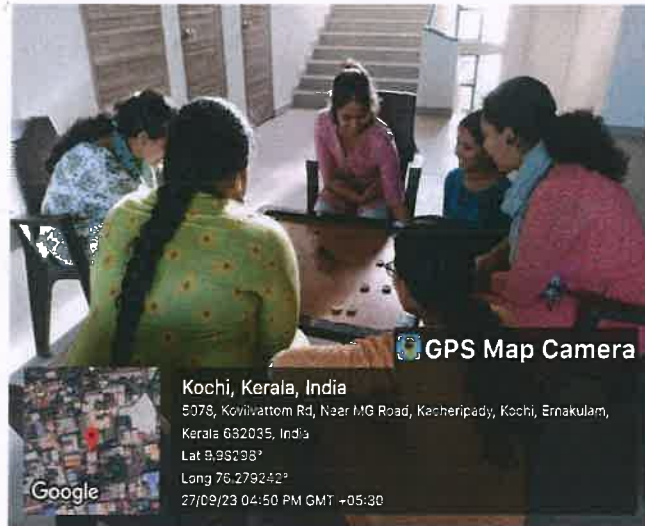 GPS Map Camera
Kochi, Kerala, India
5078, Kovilvattom Rd, Near MG Road, Kacheripady, Kochi, Ernakulam,
Kerala 682035, India
Lat 9.98298°
Long 76.279242°
27/09/23 04:50 PM GMT +05:30
Google